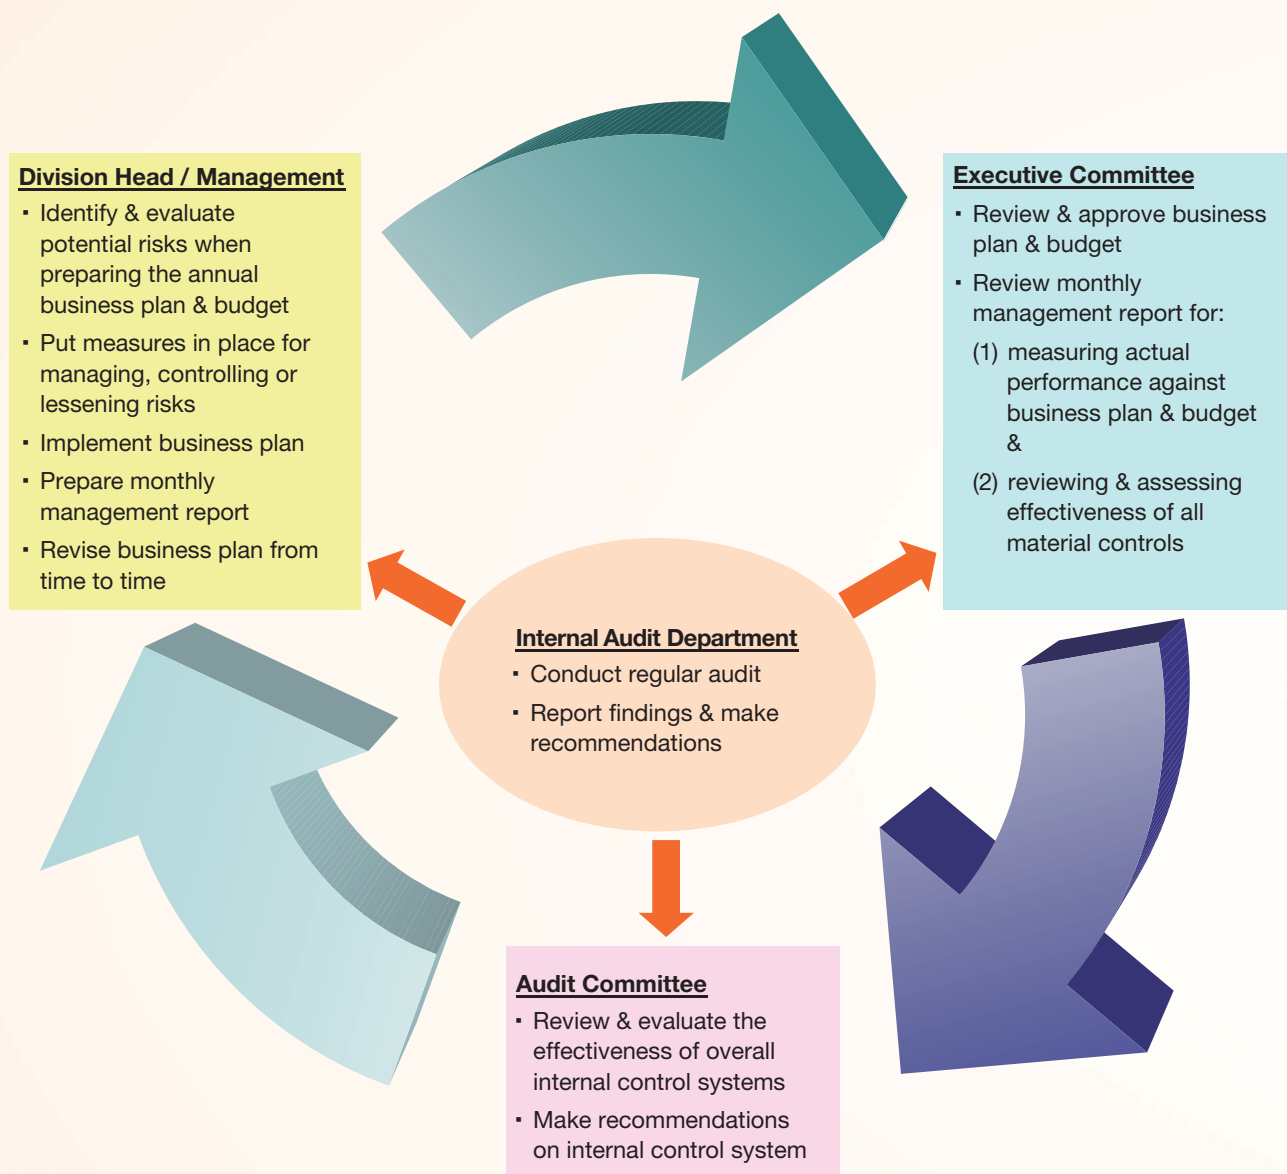 Division Head / Management
▪ Identify & evaluate
potential risks when
preparing the annual
business plan & budget
▪ Put measures in place for
managing, controlling or
lessening risks
▪ Implement business plan
▪ Prepare monthly
management report
▪ Revise business plan from
time to time
Executive Committee
▪ Review & approve business
plan & budget
▪ Review monthly
management report for:
(1) measuring actual
performance against
business plan & budget
&
(2) reviewing & assessing
effectiveness of all
material controls
Internal Audit Department
▪ Conduct regular audit
▪ Report findings & make
recommendations
Audit Committee
▪ Review & evaluate the
effectiveness of overall
internal control systems
▪ Make recommendations
on internal control system